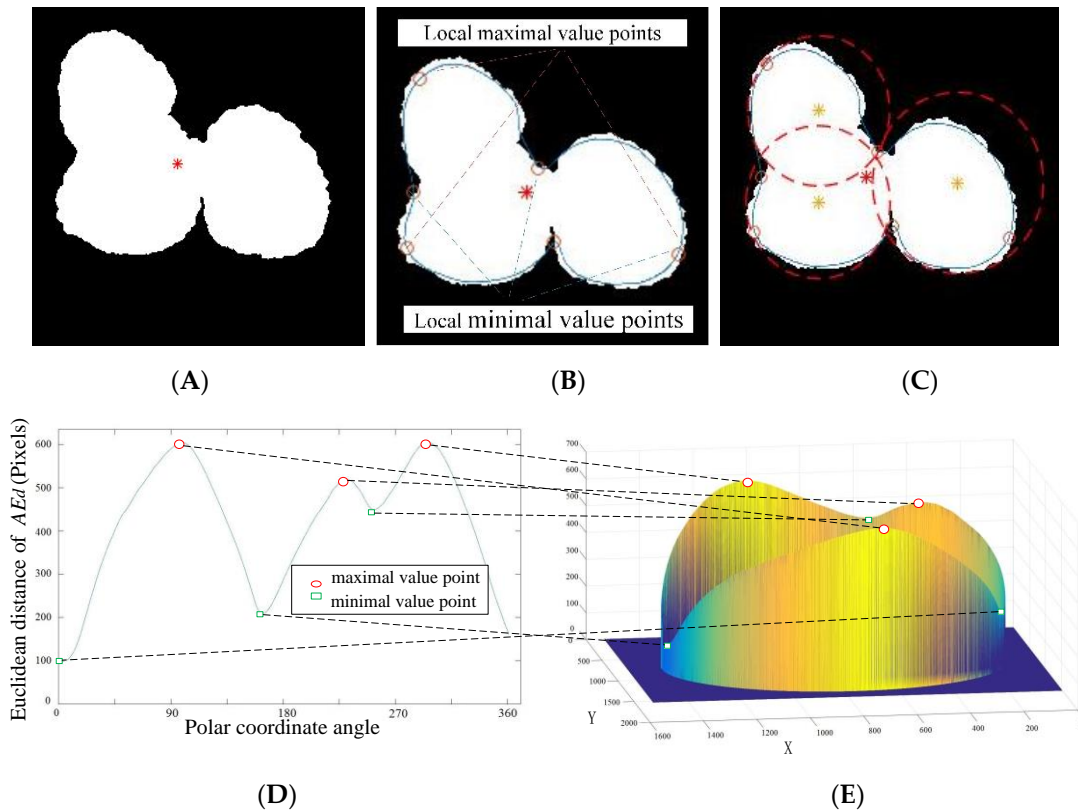 Local maximal value points
Local minimal value points
(A)
(B)
(C)
Euclidean distance of AEd (Pixels)
600
500
400
300
200
100
0
maximal value point
minimal value point
0
90
180
270
360
Polar coordinate angle
700
600
500
400
300
200
100
0
500
1000
1500
2000
Y
1600
1400
1200
1000
800
600
400
200
X
(D)
(E)